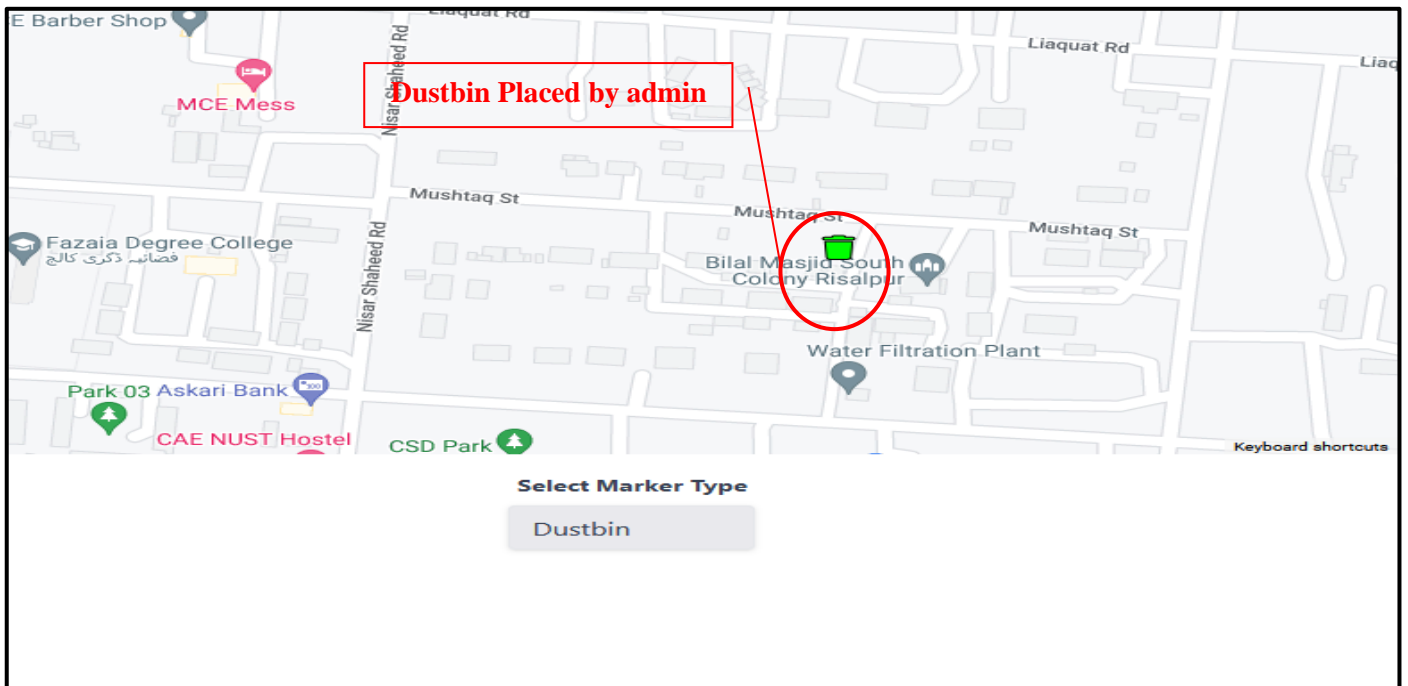 E Barber Shop
Liaquat Rd
Liaquat Rd
Liaq
MCE Mess
Nisar Shaheed Rd
Dustbin Placed by admin
Mushtaq St
Mushtaq St
Mushtaq St
Fazaia Degree College
فضائیہ ڈگری کالج
Nisar Shaheed Rd
Bilal Masjid South
Colony Risalpur
Water Filtration Plant
Park 03
Askari Bank
CAE NUST Hostel
CSD Park
Keyboard shortcuts
Select Marker Type
Dustbin